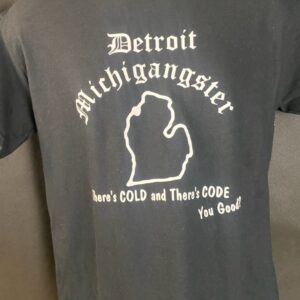 Detroit
Michigangster
There's COLD and There's CODE
You Good?